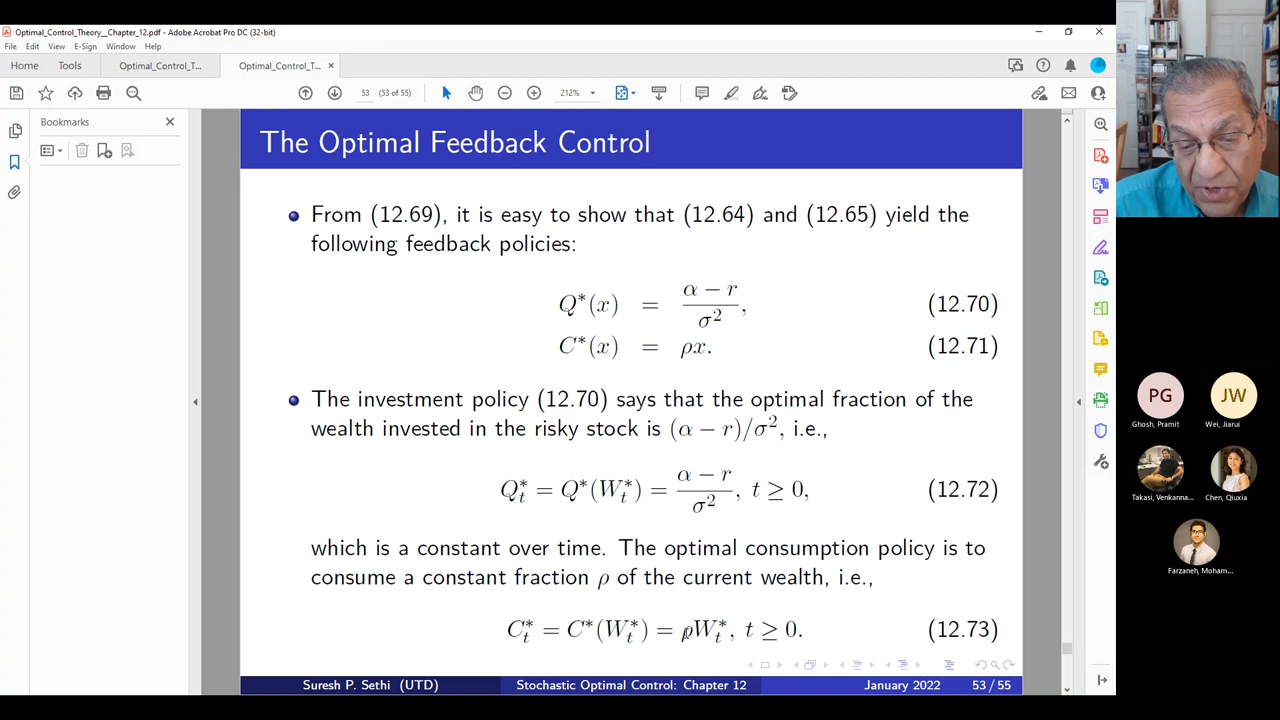 Optimal_Control_Theory__Chapter_12.pdf - Adobe Acrobat Pro DC (32-bit)
File Edit View E-Sign Window Help
Home Tools Optimal_Control_T... Optimal_Control_T... ×
53 (53 of 55) 212%
Bookmarks
The Optimal Feedback Control
From (12.69), it is easy to show that (12.64) and (12.65) yield the
following feedback policies:
Q*(x) = (α − r)/σ², (12.70)
C*(x) = ρx. (12.71)
The investment policy (12.70) says that the optimal fraction of the
wealth invested in the risky stock is (α − r)/σ², i.e.,
Q*_t = Q*(W*_t) = (α − r)/σ², t ≥ 0, (12.72)
which is a constant over time. The optimal consumption policy is to
consume a constant fraction ρ of the current wealth, i.e.,
C*_t = C*(W*_t) = ρW*_t, t ≥ 0. (12.73)
Suresh P. Sethi (UTD) Stochastic Optimal Control: Chapter 12 January 2022 53 / 55
PG JW
Ghosh, Pramit Wei, Jiarui
Takasi, Venkanna... Chen, Qiuxia
Farzaneh, Moham...